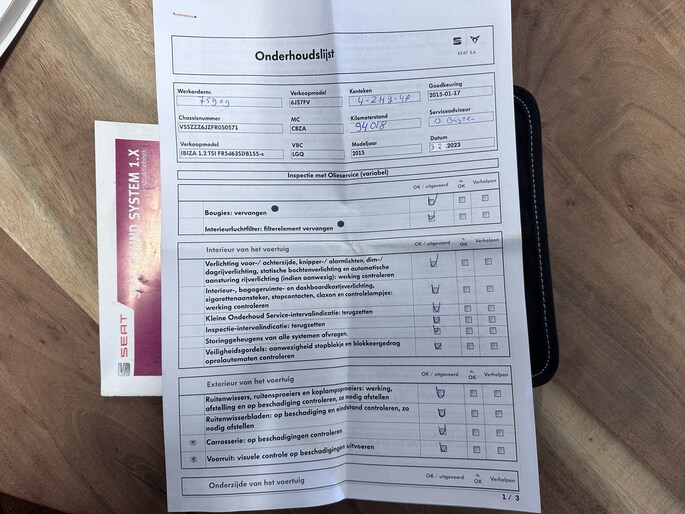 Onderhoudslijst
SEAT S.A.
Werkordernr.
Verkoopmodel
6J57FV
Kenteken
Goedkeuring
2015-01-17
Chassisnummer
VSSZZZ6JZFR050571
MC
CBZA
Kilometerstand
94018
Serviceadviseur
Verkoopmodel
IBIZA 1.2 TSI FR5d63SDB155-s
VBC
LGQ
Modeljaar
2015
Datum
2023
Inspectie met Olieservice (variabel)
OK / uitgevoerd
n. OK
Verholpen
Bougies: vervangen
Interieurluchtfilter: filterelement vervangen
Interieur van het voertuig
OK / uitgevoerd
n. OK
Verholpen
Verlichting voor-/ achterzijde, knipper-/ alarmlichten, dim-/
dagrijverlichting, statische bochtenverlichting en automatische
aansturing rijverlichting (indien aanwezig): werking controleren
Interieur-, bagageruimte- en dashboardkastjverlichting,
sigarettenaansteker, stopcontacten, claxon en controlelampjes:
werking controleren
Kleine Onderhoud Service-intervalindicatie: terugzetten
Inspectie-intervalindicatie: terugzetten
Storinggeheugens van alle systemen afvragen.
Veiligheidsgordels: aanwezigheid stopblokje en blokkeergedrag
oprolautomaten controleren
Exterieur van het voertuig
OK / uitgevoerd
n. OK
Verholpen
Ruitenwissers, ruitensproeiers en koplampsproeiers: werking,
afstelling en op beschadiging controleren, zo nodig afstellen
Ruitenwisserbladen: op beschadiging en eindstand controleren, zo
nodig afstellen
Carrosserie: op beschadigingen controleren
Voorruit: visuele controle op beschadigingen uitvoeren
Onderzijde van het voertuig
OK / uitgevoerd
n. OK
Verholpen
1 / 3
SOUND SYSTEM 1.X
SEAT